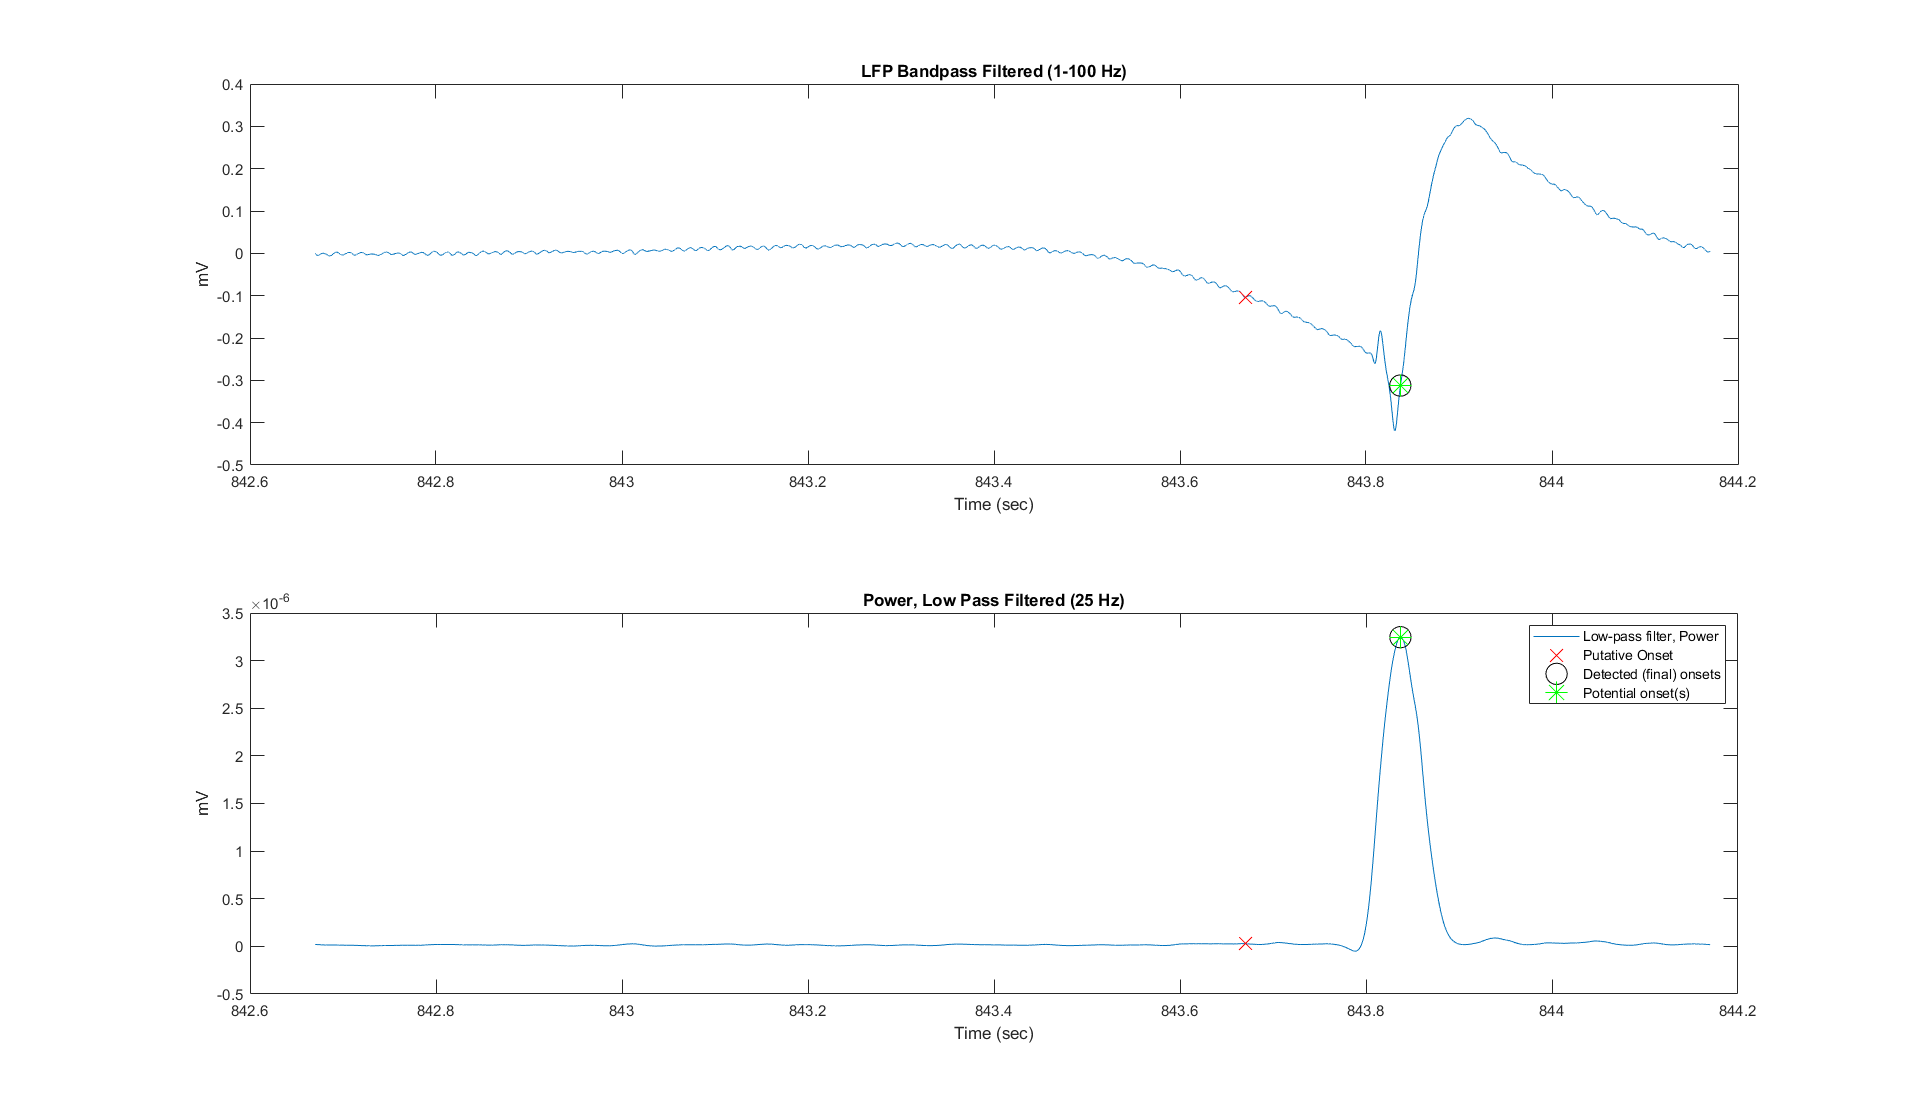 LFP Bandpass Filtered (1-100 Hz)
0.4
0.3
0.2
0.1
0
-0.1
-0.2
-0.3
-0.4
-0.5
mV
842.6 842.8 843 843.2 843.4 843.6 843.8 844 844.2
Time (sec)
Power, Low Pass Filtered (25 Hz)
×10-6
3.5
3
2.5
2
1.5
1
0.5
0
-0.5
mV
Low-pass filter, Power
Putative Onset
Detected (final) onsets
Potential onset(s)
842.6 842.8 843 843.2 843.4 843.6 843.8 844 844.2
Time (sec)